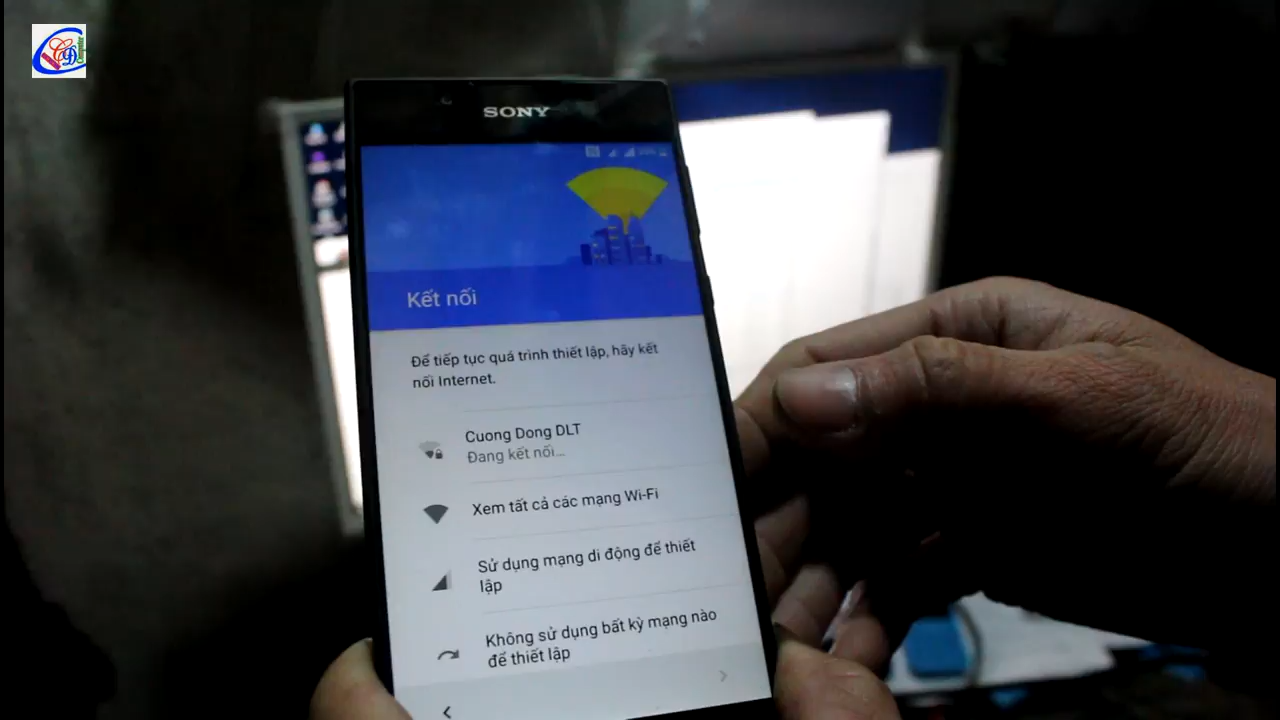 SONY
Kết nối
Để tiếp tục quá trình thiết lập, hãy kết
nối Internet.
Cuong Dong DLT
Đang kết nối...
Xem tất cả các mạng Wi-Fi
Sử dụng mạng di động để thiết
lập
Không sử dụng bất kỳ mạng nào
để thiết lập
Computer